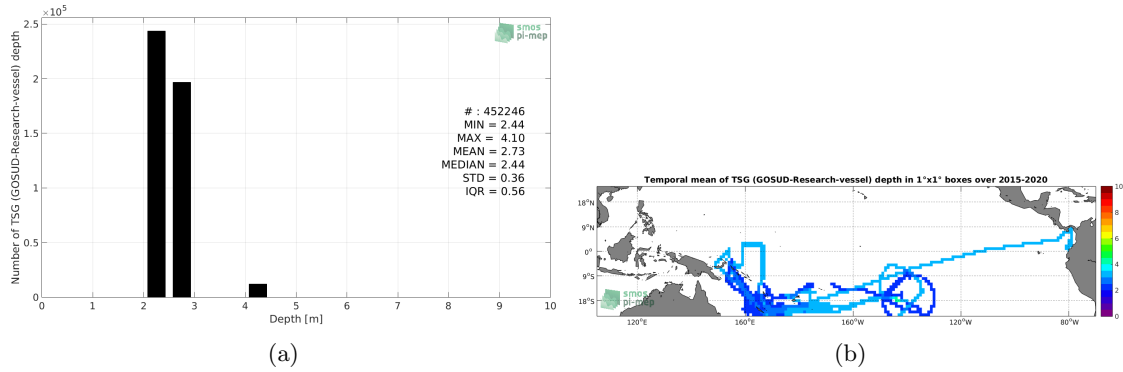 ×10⁵
2.5
2
1.5
1
0.5
0
0 1 2 3 4 5 6 7 8 9 10
Number of TSG (GOSUD-Research-vessel) depth
Depth [m]
smos
pi-mep
# : 452246
MIN = 2.44
MAX = 4.10
MEAN = 2.73
MEDIAN = 2.44
STD = 0.36
IQR = 0.56
(a)
Temporal mean of TSG (GOSUD-Research-vessel) depth in 1°x1° boxes over 2015-2020
18°N
9°N
0°
9°S
18°S
120°E 160°E 160°W 120°W 80°W
smos
pi-mep
10
8
6
4
2
0
(b)